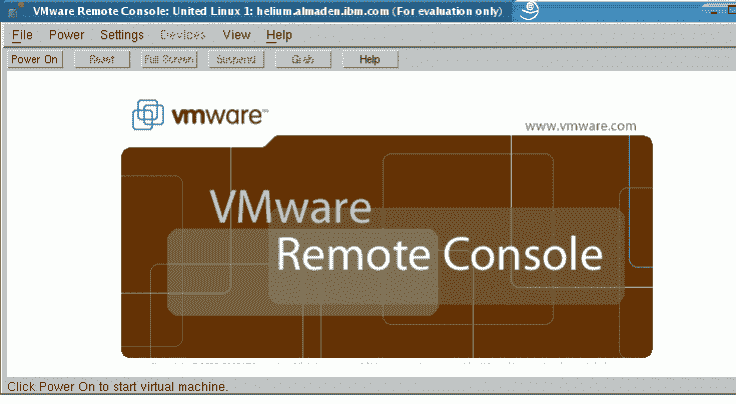 VMware Remote Console: United Linux 1: helium.almaden.ibm.com (For evaluation only)
File Power Settings Devices View Help
Power On Reset Full Screen Suspend Grab Help
vmware™
www.vmware.com
VMware
Remote Console
Click Power On to start virtual machine.